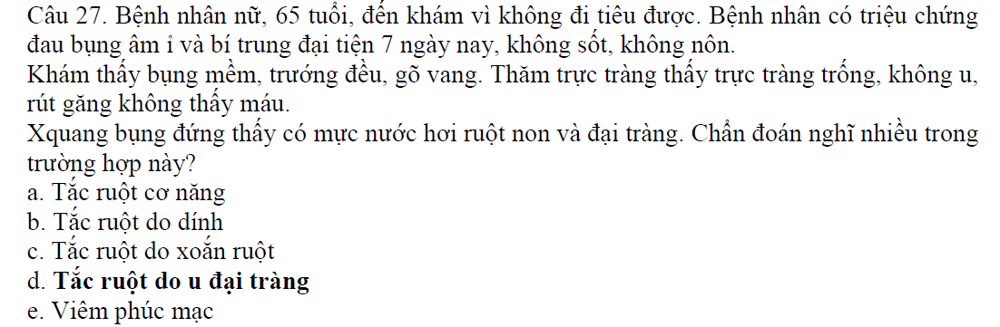 Câu 27. Bệnh nhân nữ, 65 tuổi, đến khám vì không đi tiêu được. Bệnh nhân có triệu chứng
đau bụng âm ỉ và bí trung đại tiện 7 ngày nay, không sốt, không nôn.
Khám thấy bụng mềm, trướng đều, gõ vang. Thăm trực tràng thấy trực tràng trống, không u,
rút găng không thấy máu.
Xquang bụng đứng thấy có mực nước hơi ruột non và đại tràng. Chẩn đoán nghĩ nhiều trong
trường hợp này?
a. Tắc ruột cơ năng
b. Tắc ruột do dính
c. Tắc ruột do xoắn ruột
d. Tắc ruột do u đại tràng
e. Viêm phúc mạc